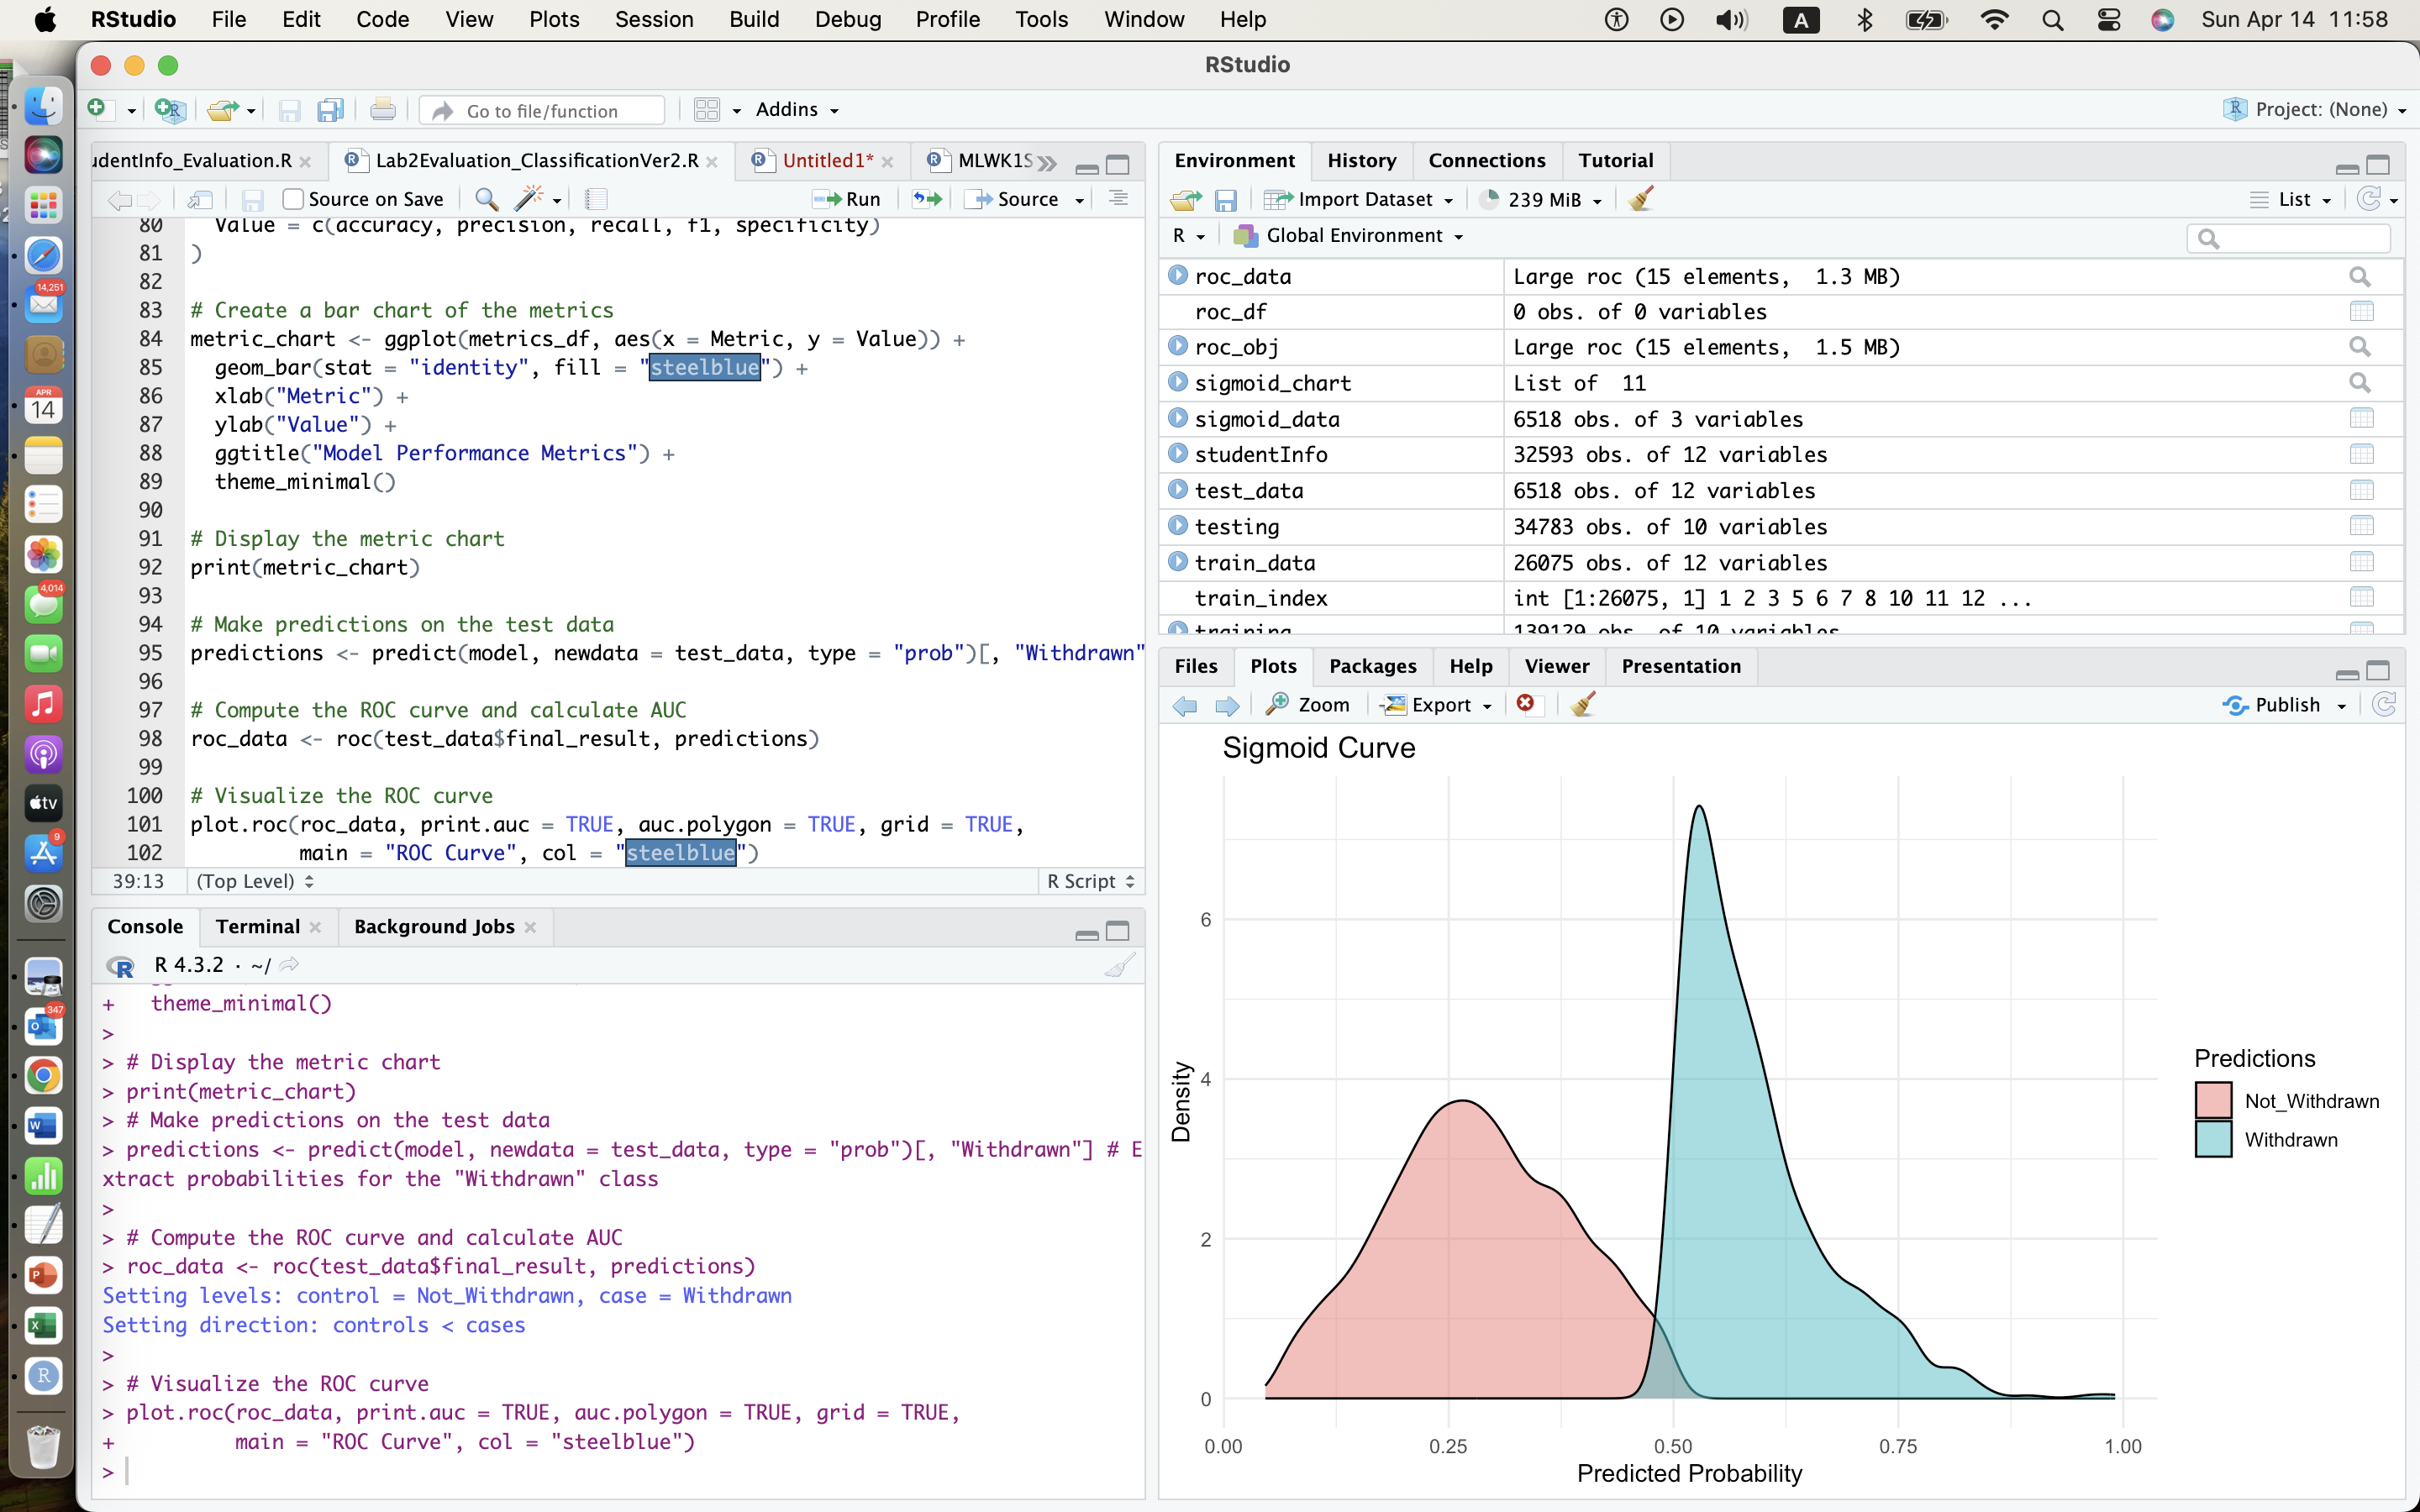 RStudio File Edit Code View Plots Session Build Debug Profile Tools Window Help A Sun Apr 14 11:58
RStudio
Go to file/function Addins Project: (None)
udentInfo_Evaluation.R Lab2Evaluation_ClassificationVer2.R Untitled1* MLWK1S
Source on Save Run Source
80 Value = c(accuracy, precision, recall, f1, specificity)
81 )
82
83 # Create a bar chart of the metrics
84 metric_chart <- ggplot(metrics_df, aes(x = Metric, y = Value)) +
85 geom_bar(stat = "identity", fill = "steelblue") +
86 xlab("Metric") +
87 ylab("Value") +
88 ggtitle("Model Performance Metrics") +
89 theme_minimal()
90
91 # Display the metric chart
92 print(metric_chart)
93
94 # Make predictions on the test data
95 predictions <- predict(model, newdata = test_data, type = "prob")[, "Withdrawn"
96
97 # Compute the ROC curve and calculate AUC
98 roc_data <- roc(test_data$final_result, predictions)
99
100 # Visualize the ROC curve
101 plot.roc(roc_data, print.auc = TRUE, auc.polygon = TRUE, grid = TRUE,
102 main = "ROC Curve", col = "steelblue")
39:13 (Top Level) R Script
Console Terminal Background Jobs
R 4.3.2 · ~/
+ theme_minimal()
>
> # Display the metric chart
> print(metric_chart)
> # Make predictions on the test data
> predictions <- predict(model, newdata = test_data, type = "prob")[, "Withdrawn"] # E
xtract probabilities for the "Withdrawn" class
>
> # Compute the ROC curve and calculate AUC
> roc_data <- roc(test_data$final_result, predictions)
Setting levels: control = Not_Withdrawn, case = Withdrawn
Setting direction: controls < cases
>
> # Visualize the ROC curve
> plot.roc(roc_data, print.auc = TRUE, auc.polygon = TRUE, grid = TRUE,
+ main = "ROC Curve", col = "steelblue")
>
Environment History Connections Tutorial
Import Dataset 239 MiB List
R Global Environment
roc_data Large roc (15 elements, 1.3 MB)
roc_df 0 obs. of 0 variables
roc_obj Large roc (15 elements, 1.5 MB)
sigmoid_chart List of 11
sigmoid_data 6518 obs. of 3 variables
studentInfo 32593 obs. of 12 variables
test_data 6518 obs. of 12 variables
testing 34783 obs. of 10 variables
train_data 26075 obs. of 12 variables
train_index int [1:26075, 1] 1 2 3 5 6 7 8 10 11 12 ...
training 139129 obs. of 10 variables
Files Plots Packages Help Viewer Presentation
Zoom Export Publish
Sigmoid Curve
6
4
2
0
Density
0.00 0.25 0.50 0.75 1.00
Predicted Probability
Predictions
Not_Withdrawn
Withdrawn
14,251
APR
14
4,014
tv
9
347